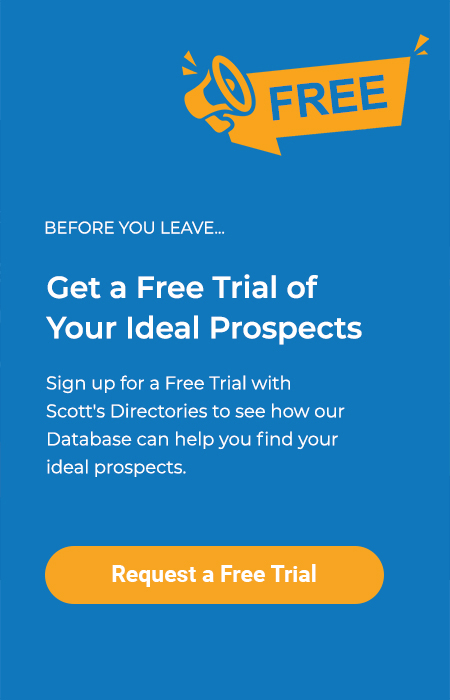 FREE
BEFORE YOU LEAVE...
Get a Free Trial of
Your Ideal Prospects
Sign up for a Free Trial with
Scott's Directories to see how our
Database can help you find your
ideal prospects.
Request a Free Trial